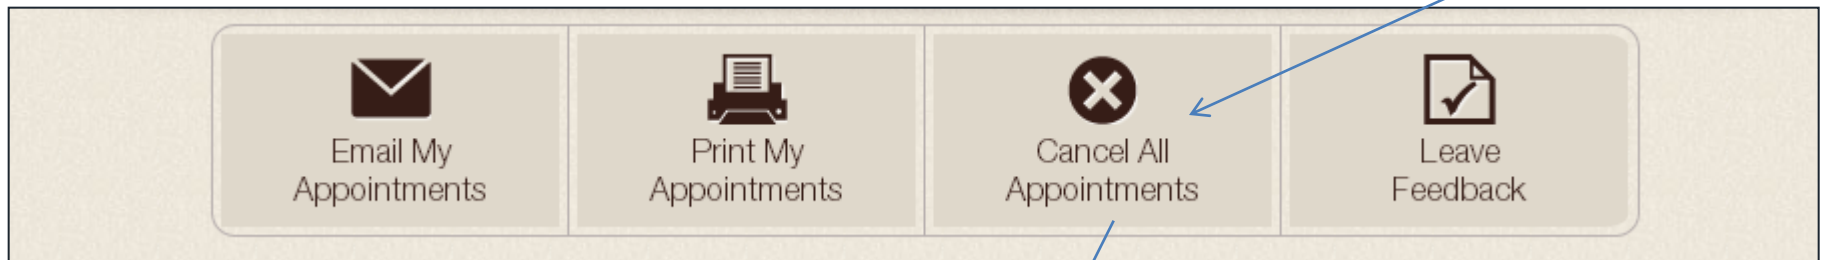 Email My
Appointments
Print My
Appointments
Cancel All
Appointments
Leave
Feedback